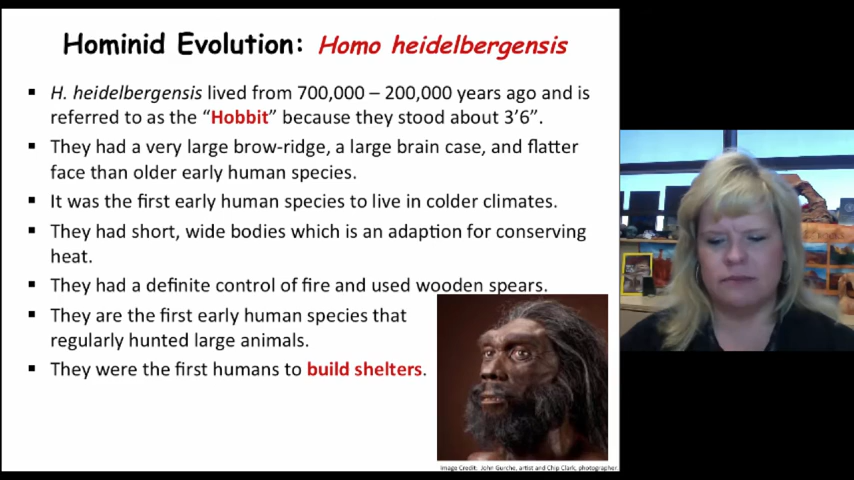 Hominid Evolution: Homo heidelbergensis
▪ H. heidelbergensis lived from 700,000 – 200,000 years ago and is
referred to as the “Hobbit” because they stood about 3’6”.
▪ They had a very large brow-ridge, a large brain case, and flatter
face than older early human species.
▪ It was the first early human species to live in colder climates.
▪ They had short, wide bodies which is an adaption for conserving
heat.
▪ They had a definite control of fire and used wooden spears.
▪ They are the first early human species that
regularly hunted large animals.
▪ They were the first humans to build shelters.
Image Credit: John Gurche, artist and Chip Clark, photographer